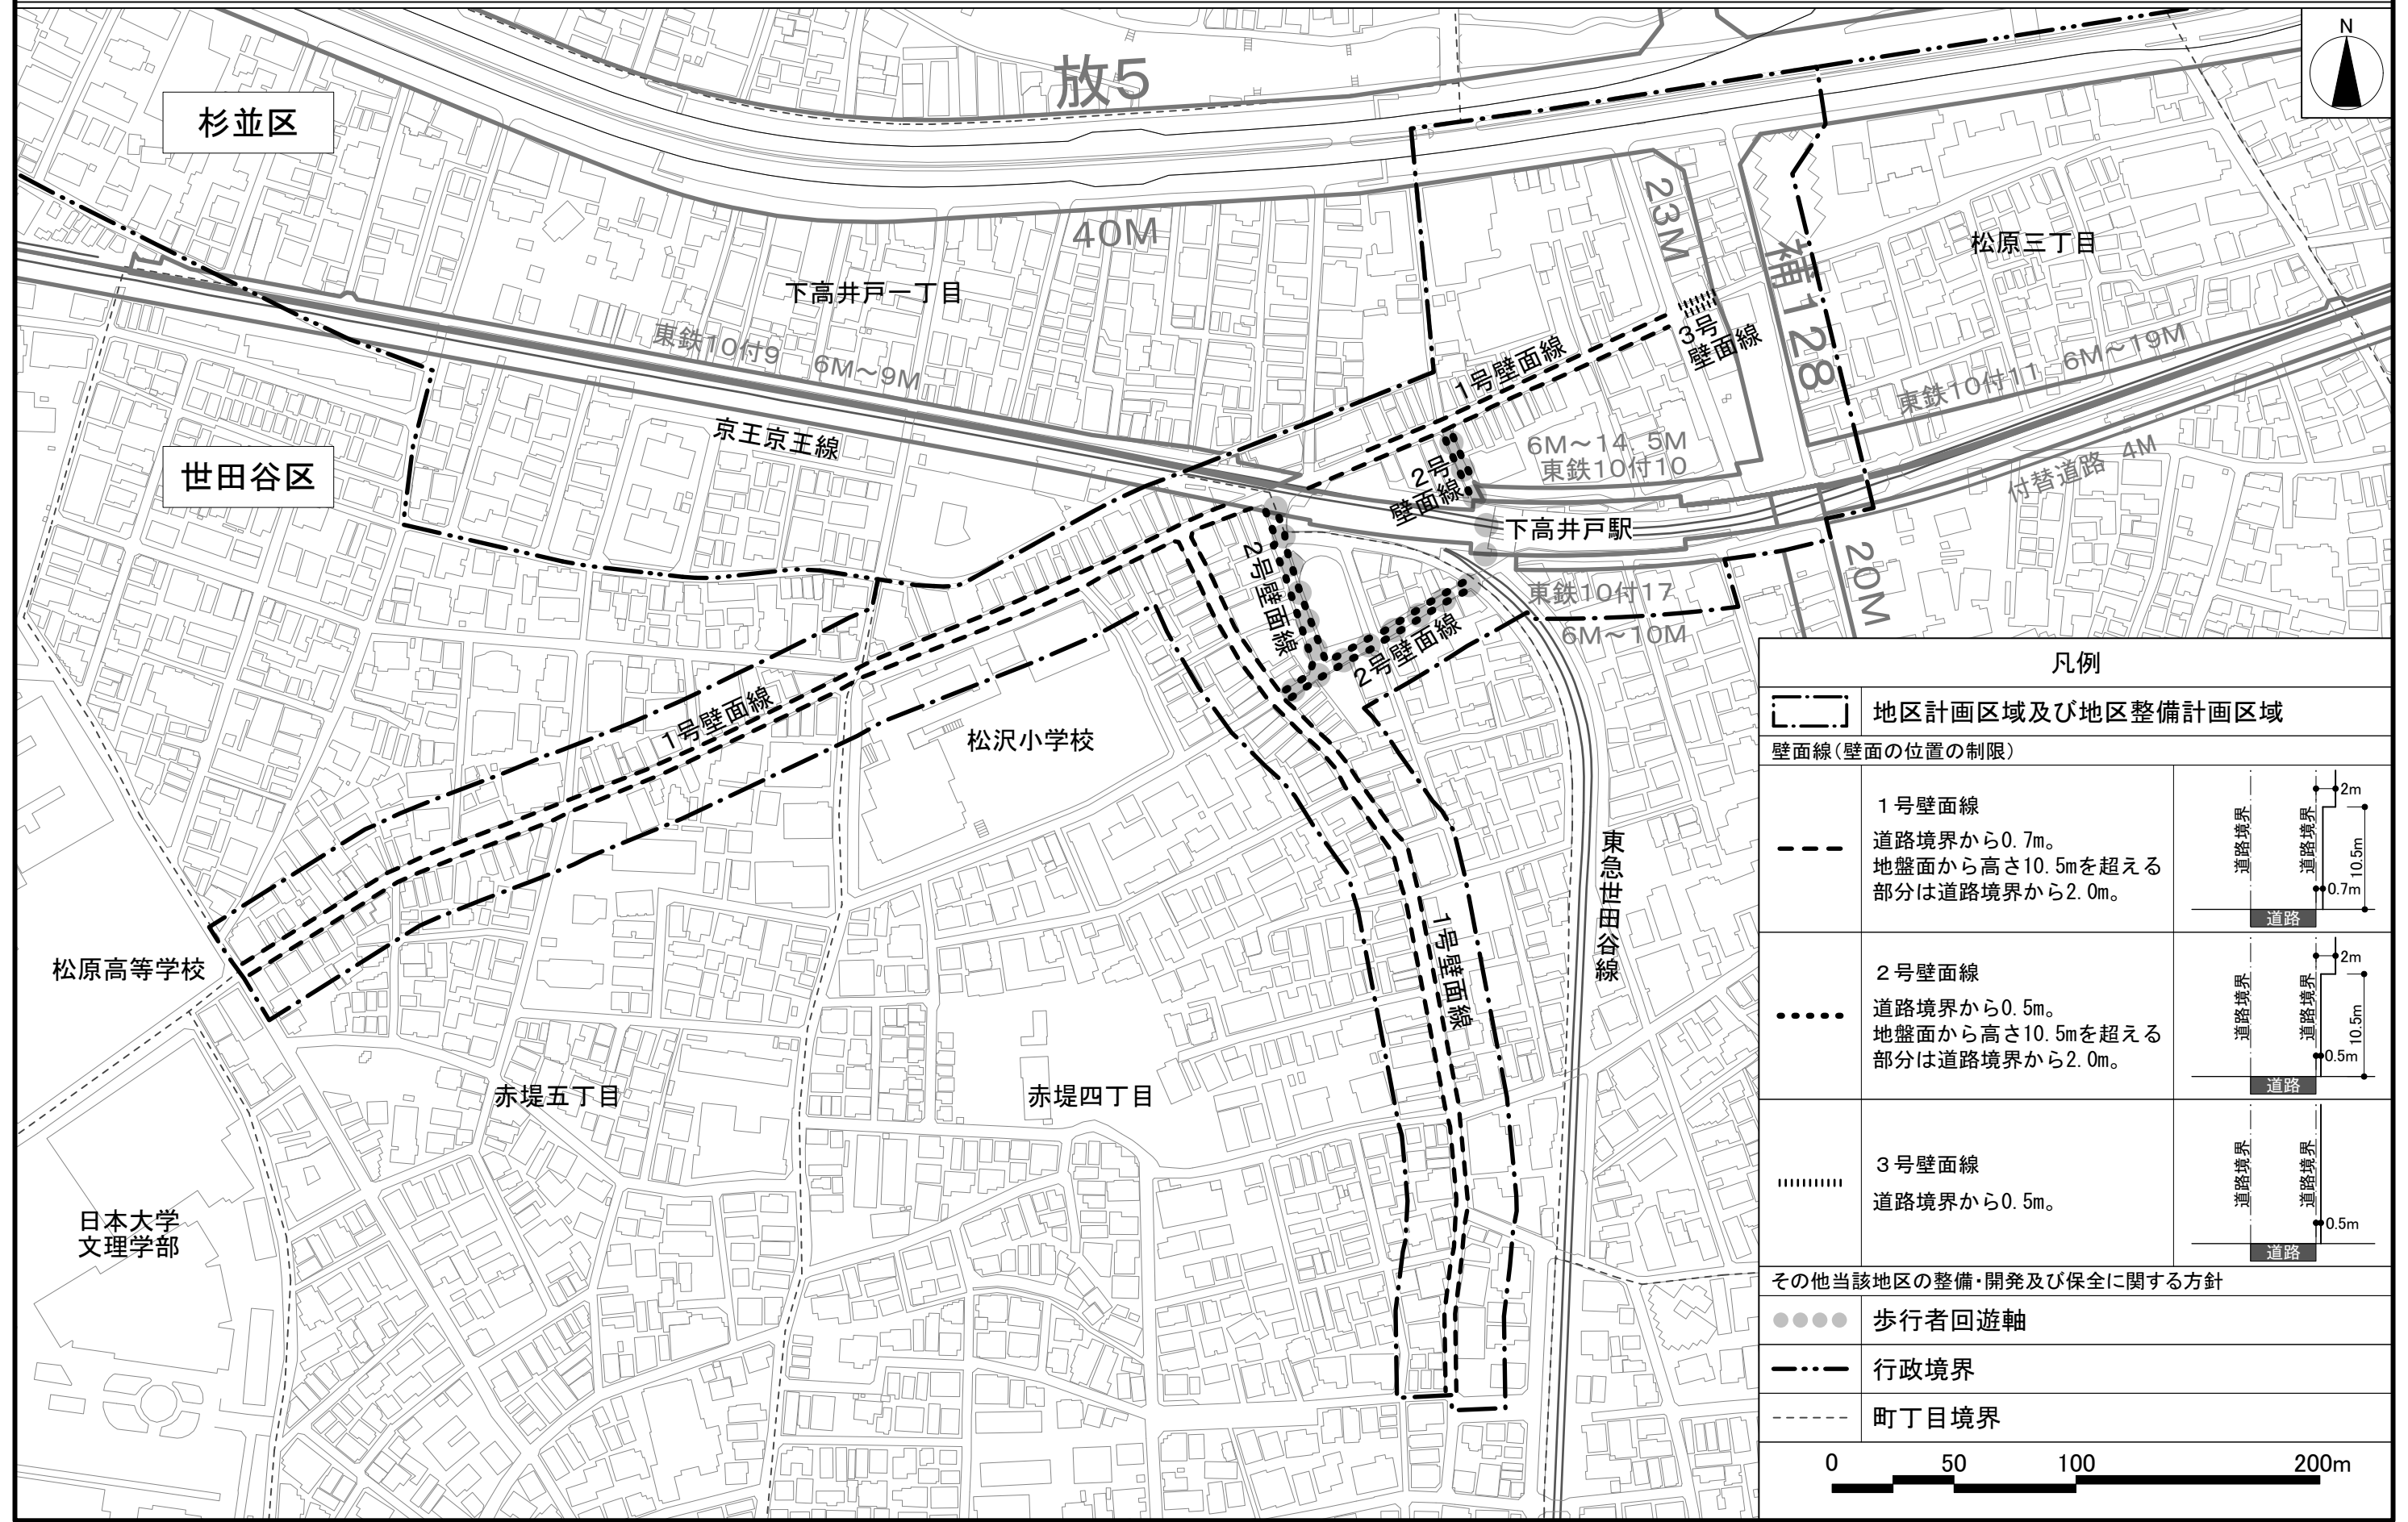 N
放5
杉並区
23M
40M
松原三丁目
補128
下高井戸一丁目
3号
壁面線
東鉄10付9　6M～9M
1号壁面線
東鉄10付11　6M～19M
京王京王線
6M～14.5M
東鉄10付10
2号
壁面線
付替道路　4M
世田谷区
下高井戸駅
2号壁面線
20M
東鉄10付17
6M～10M
2号壁面線
1号壁面線
松沢小学校
東急世田谷線
1号壁面線
松原高等学校
赤堤五丁目
赤堤四丁目
日本大学
文理学部
凡例
地区計画区域及び地区整備計画区域
壁面線(壁面の位置の制限)
1号壁面線
道路境界から0.7m。
地盤面から高さ10.5mを超える
部分は道路境界から2.0m。
道路境界
道路境界
2m
10.5m
0.7m
道路
2号壁面線
道路境界から0.5m。
地盤面から高さ10.5mを超える
部分は道路境界から2.0m。
道路境界
道路境界
2m
10.5m
0.5m
道路
3号壁面線
道路境界から0.5m。
道路境界
道路境界
0.5m
道路
その他当該地区の整備・開発及び保全に関する方針
歩行者回遊軸
行政境界
町丁目境界
0 50 100 200m